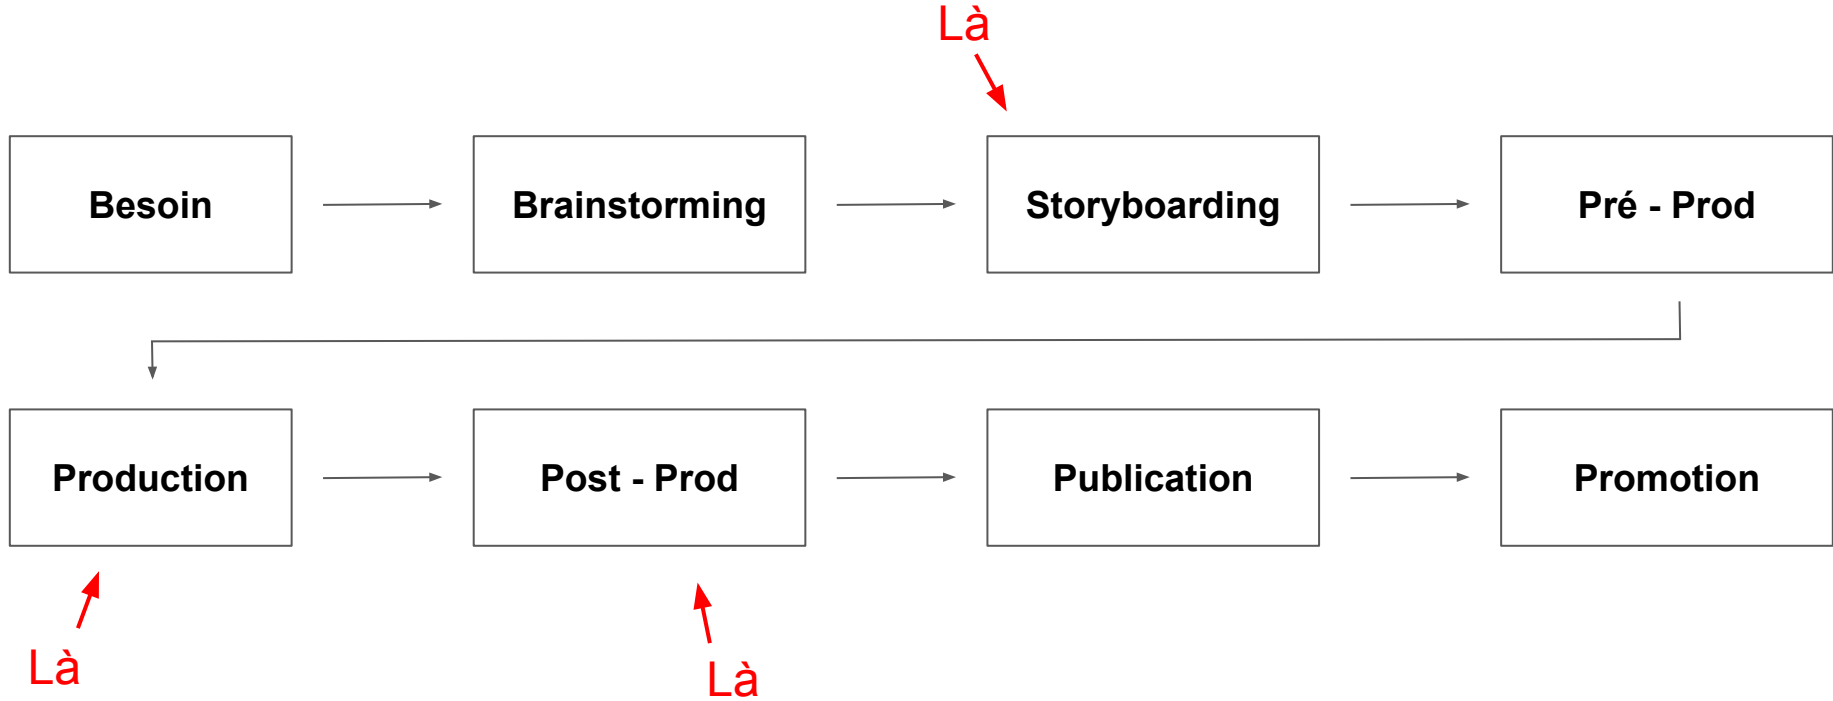 Là
Besoin
Brainstorming
Storyboarding
Pré - Prod
Production
Post - Prod
Publication
Promotion
Là
Là